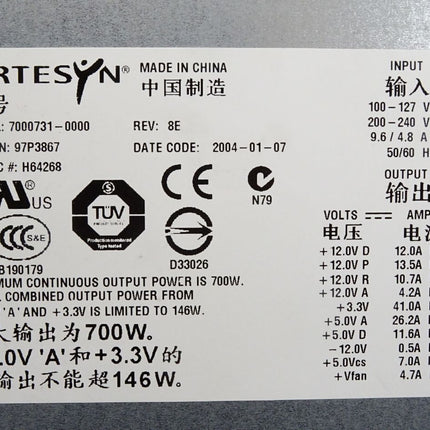 RTESYN® MADE IN CHINA
号 中国制造
: 7000731-0000 REV: 8E
N: 97P3867 DATE CODE: 2004-01-07
C #: H64268
US TÜV N79
S&E
B190179 D33026
MUM CONTINUOUS OUTPUT POWER IS 700W.
L COMBINED OUTPUT POWER FROM
'A' AND +3.3V IS LIMITED TO 146W.
大输出为700W.
.0V 'A'和+3.3V的
输出不能超146W.
INPUT
输入
100-127 V
200-240 V
9.6 / 4.8 A
50/60 H
OUTPUT
输出
VOLTS AMP
电压 电流
+12.0V D 12.0A
+12.0V P 13.5A
+12.0V R 10.7A
+12.0V A 4.2A
+3.3V 41.0A
+5.0V A 26.2A
+5.0V D 11.6A
-12.0V 0.5A
+5.0Vcs 7.0A
+Vfan 4.7A